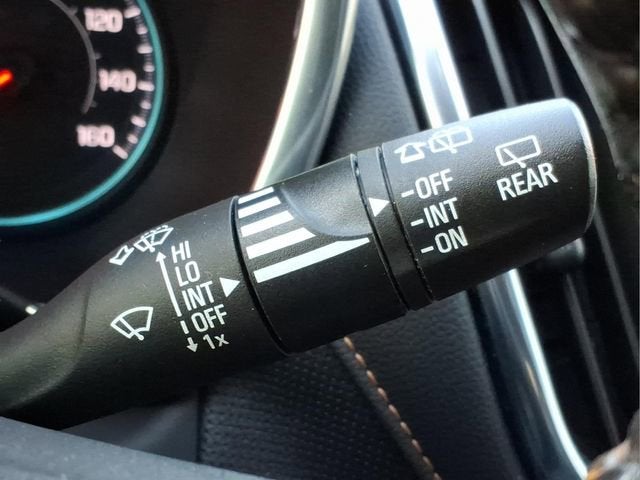 120
140
160
HI
LO
INT
OFF
1x
-OFF
-INT
-ON
REAR